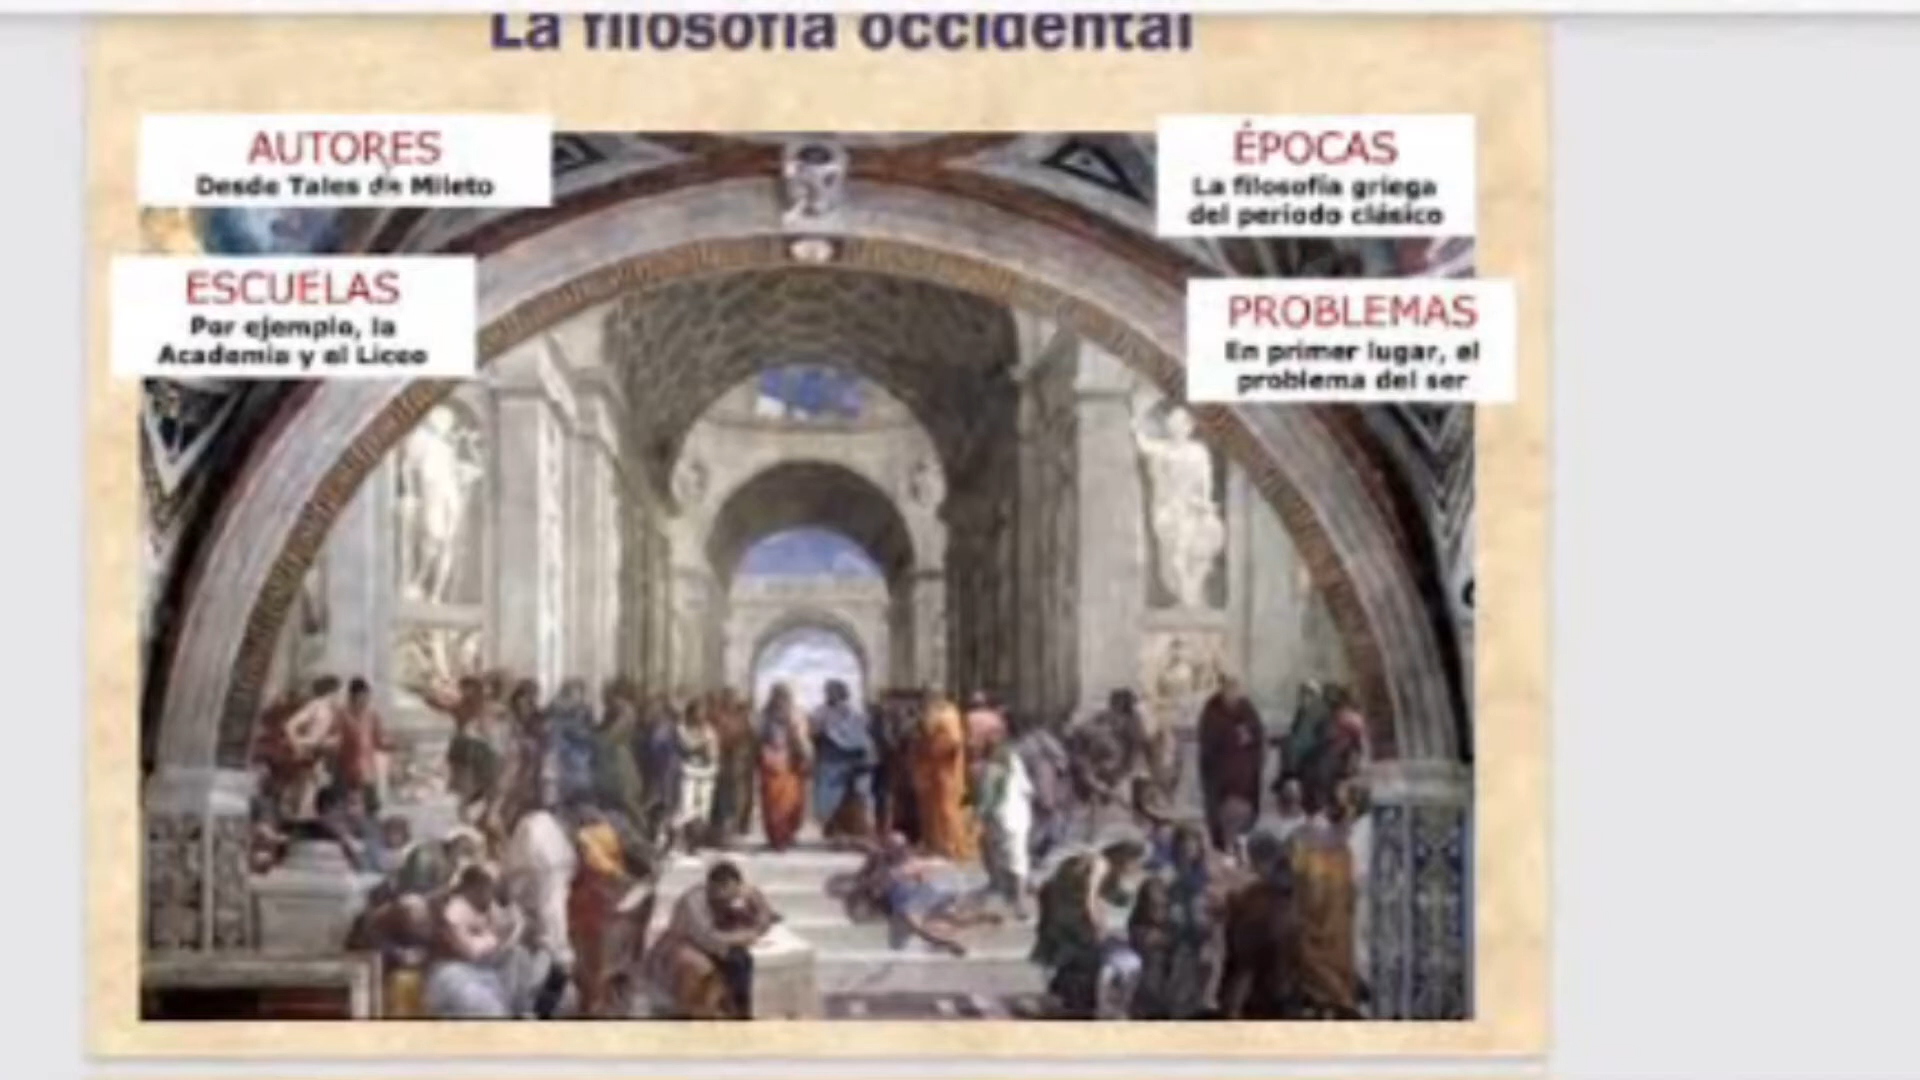 La filosofía occidental
AUTORES
Desde Tales de Mileto
ESCUELAS
Por ejemplo, la
Academia y el Liceo
ÉPOCAS
La filosofía griega
del período clásico
PROBLEMAS
En primer lugar, el
problema del ser